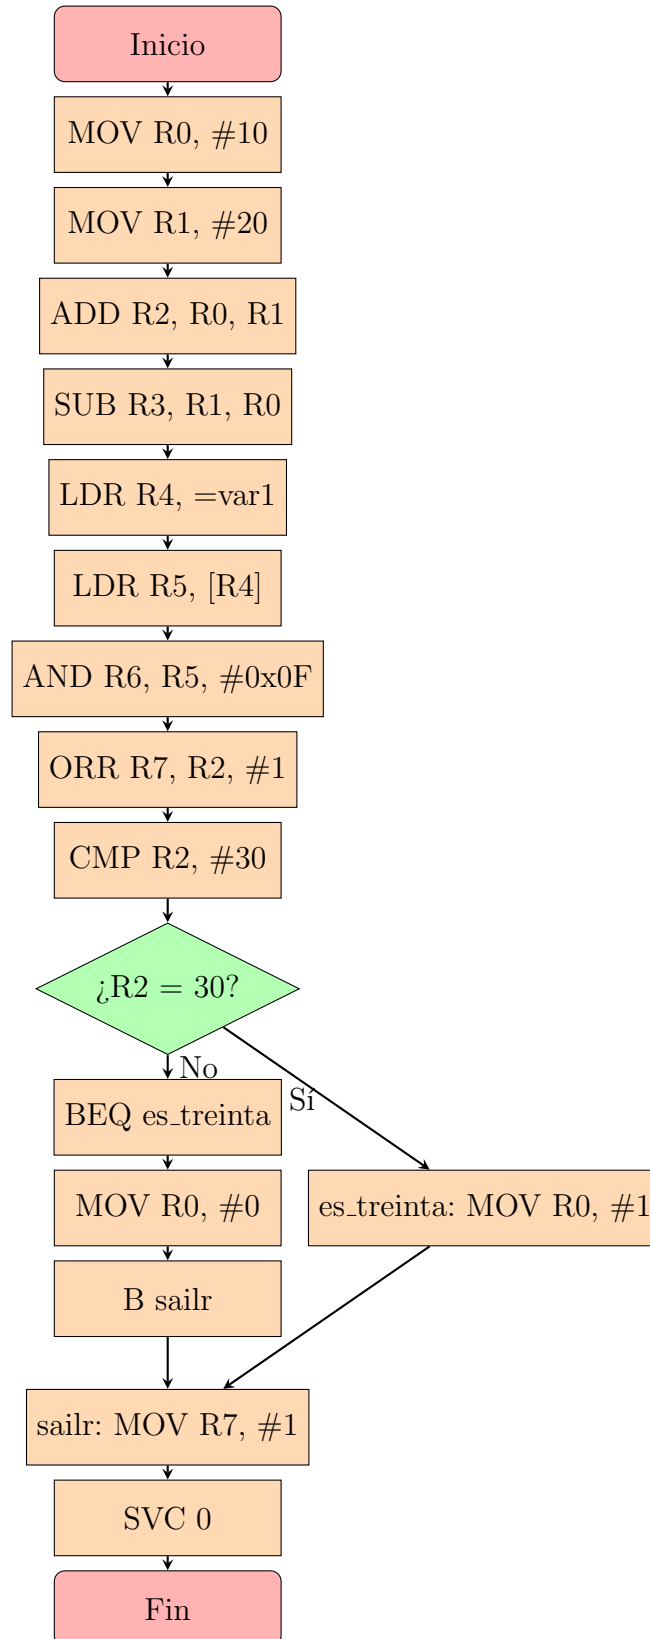 Inicio
MOV R0, #10
MOV R1, #20
ADD R2, R0, R1
SUB R3, R1, R0
LDR R4, =var1
LDR R5, [R4]
AND R6, R5, #0x0F
ORR R7, R2, #1
CMP R2, #30
¿R2 = 30?
No
Sí
BEQ es_treinta
MOV R0, #0
es_treinta: MOV R0, #1
B sailr
sailr: MOV R7, #1
SVC 0
Fin